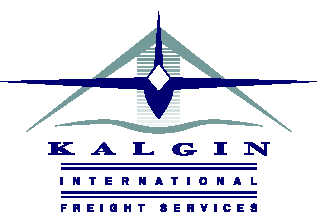 KALGIN
INTERNATIONAL
FREIGHT SERVICES